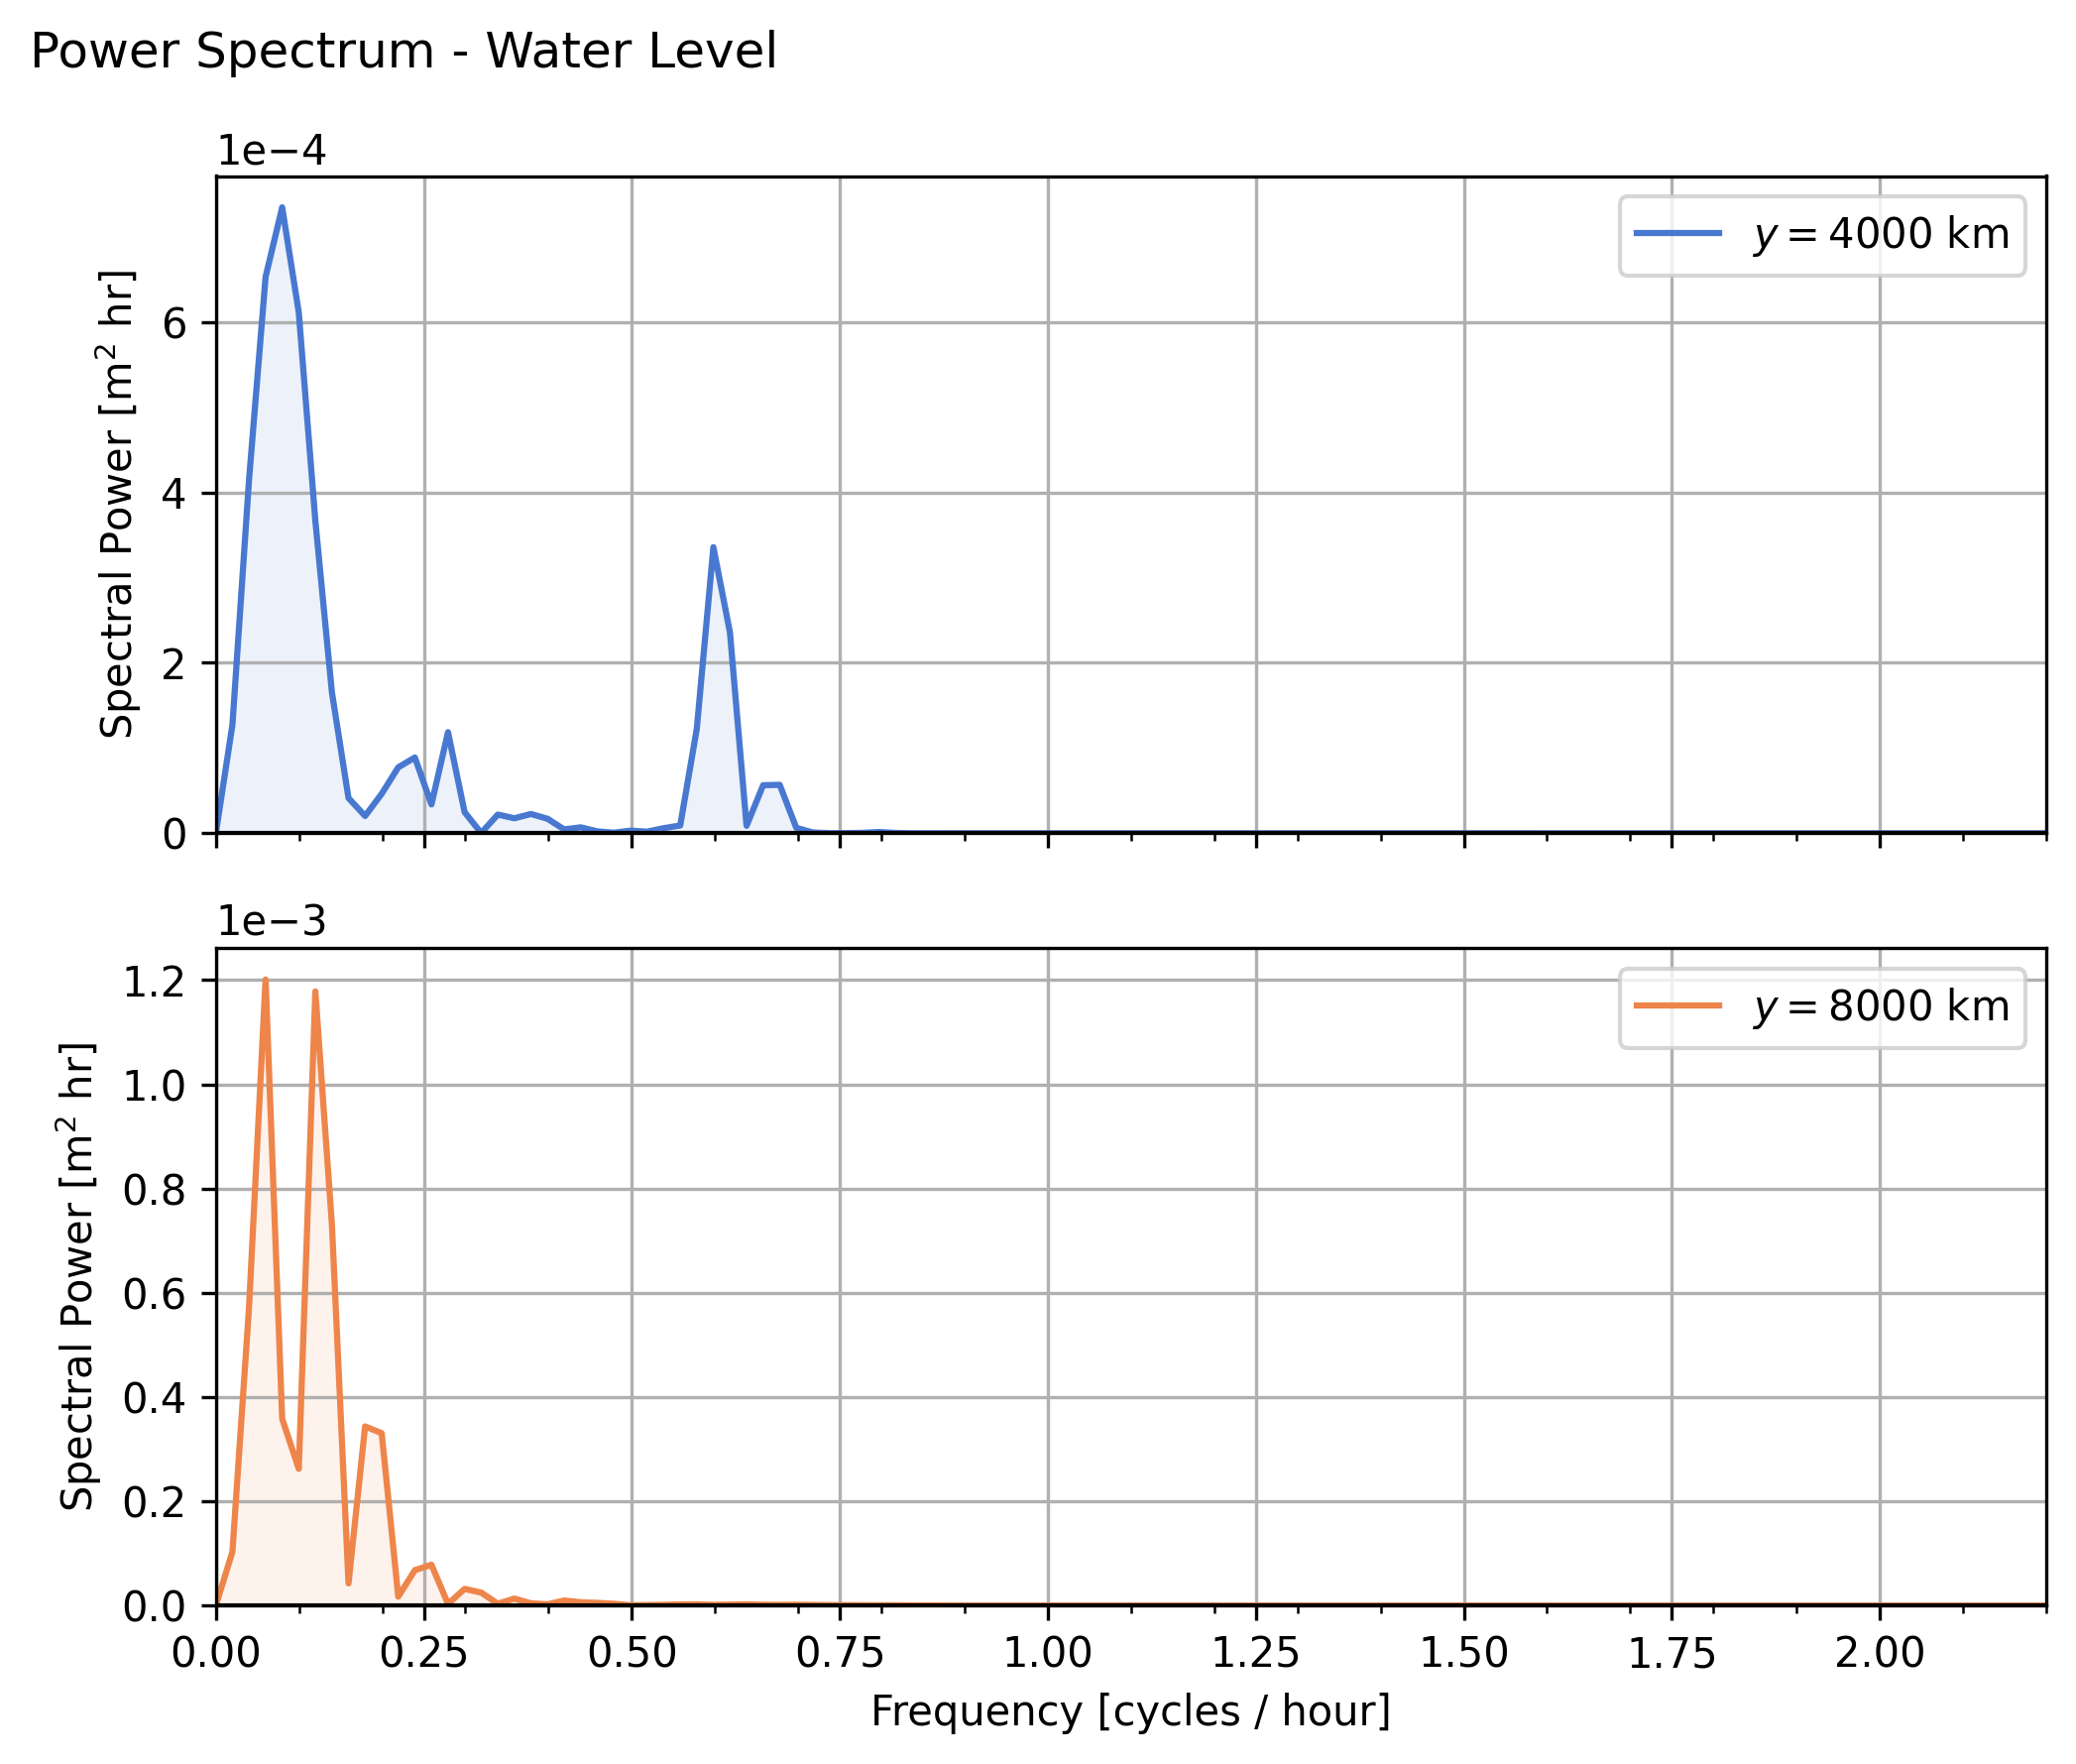 Power Spectrum - Water Level
1e−4
Spectral Power [m² hr]
6
4
2
0
y = 4000 km
1e−3
Spectral Power [m² hr]
1.2
1.0
0.8
0.6
0.4
0.2
0.0
y = 8000 km
0.00 0.25 0.50 0.75 1.00 1.25 1.50 1.75 2.00
Frequency [cycles / hour]